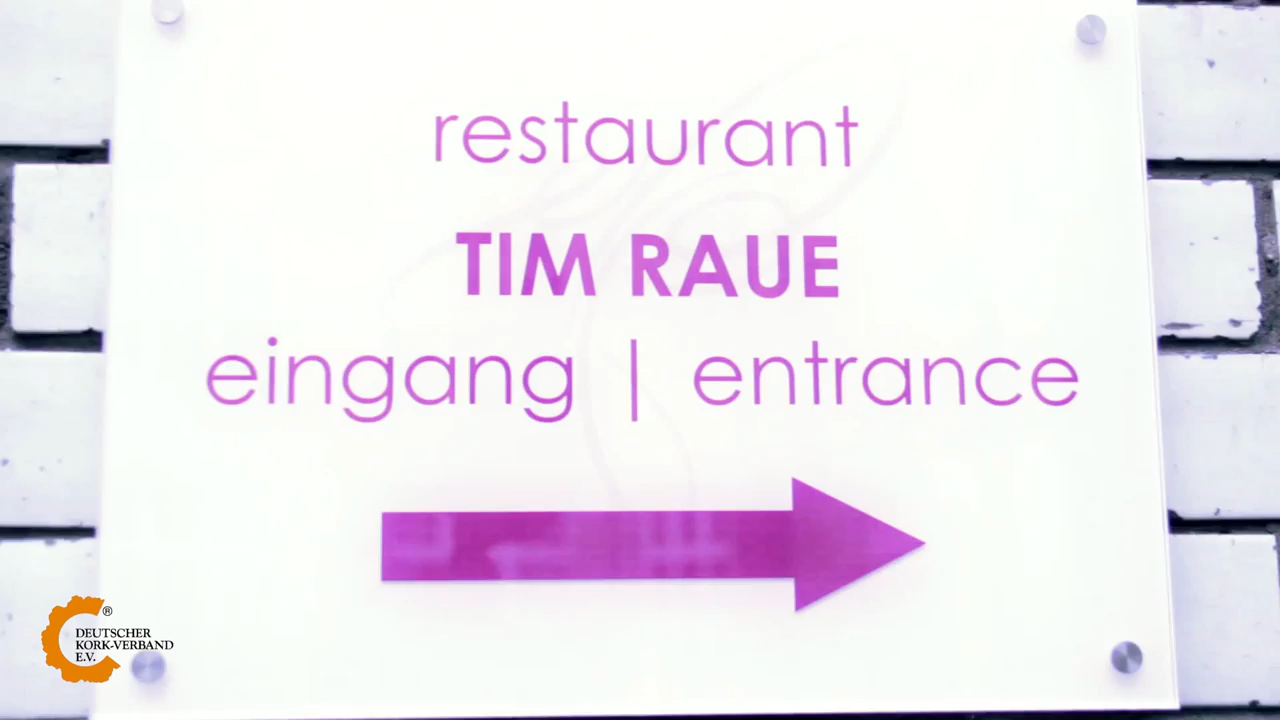 restaurant
TIM RAUE
eingang | entrance
®
DEUTSCHER
KORK-VERBAND
E.V.